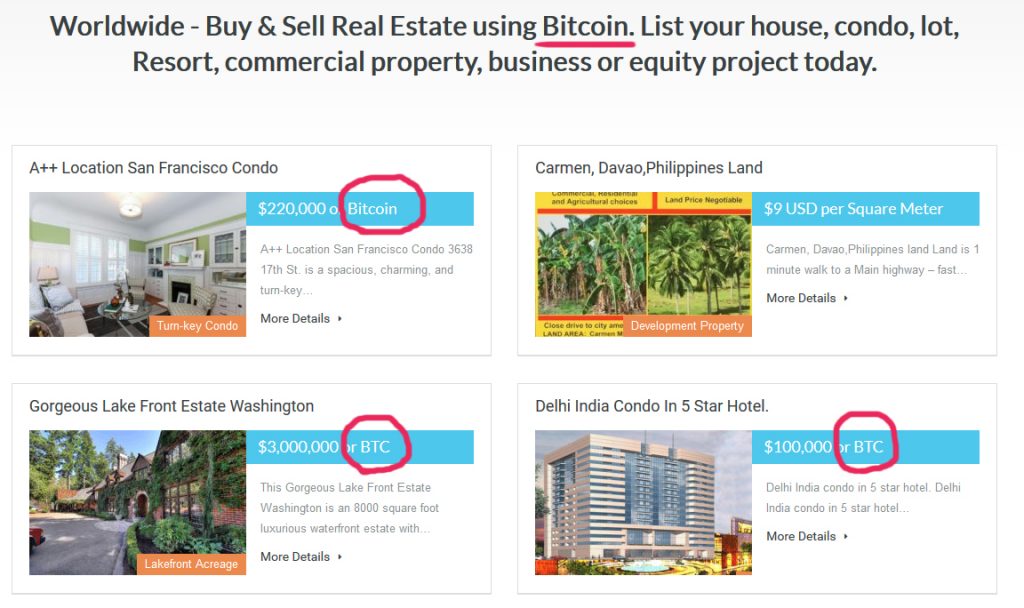 Worldwide - Buy & Sell Real Estate using Bitcoin. List your house, condo, lot,
Resort, commercial property, business or equity project today.
A++ Location San Francisco Condo
$220,000 or Bitcoin
A++ Location San Francisco Condo 3638
17th St. is a spacious, charming, and
turn-key…
More Details
Turn-key Condo
Carmen, Davao,Philippines Land
Commercial, Residential
and Agricultural choices
Land Price Negotiable
$9 USD per Square Meter
Carmen, Davao,Philippines land Land is 1
minute walk to a Main highway – fast…
More Details
Close drive to city
LAND AREA: Carmen
Development Property
Gorgeous Lake Front Estate Washington
$3,000,000 or BTC
This Gorgeous Lake Front Estate
Washington is an 8000 square foot
luxurious waterfront estate with…
More Details
Lakefront Acreage
Delhi India Condo In 5 Star Hotel.
$100,000 or BTC
Delhi India condo in 5 star hotel. Delhi
India condo in 5 star hotel…
More Details